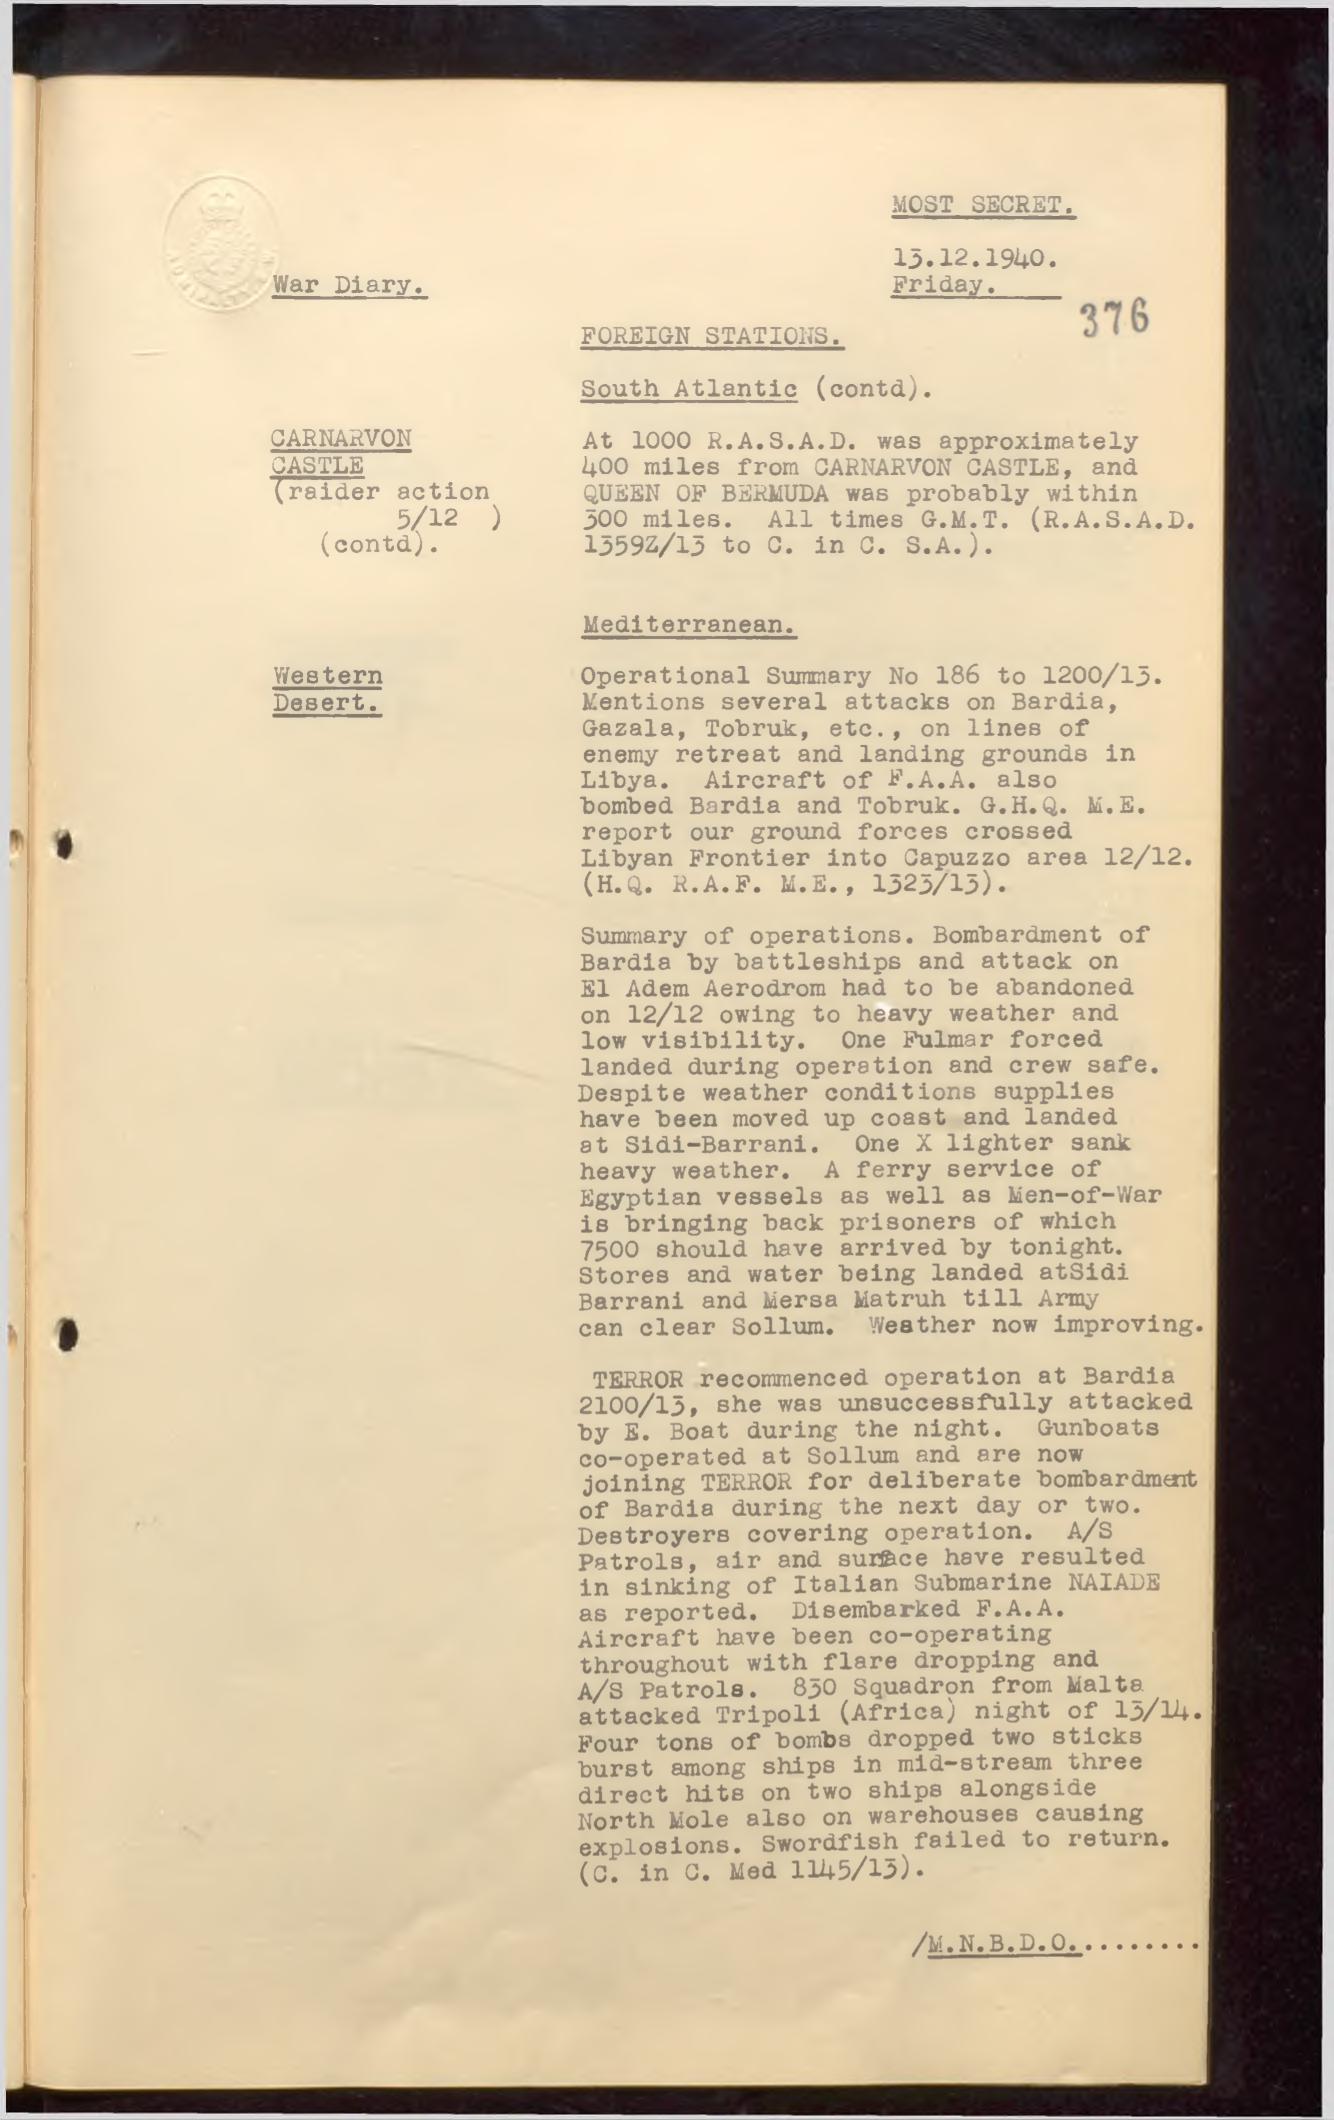 MOST SECRET.
13.12.1940.
War Diary.
Friday.
376
FOREIGN STATIONS.
South Atlantic (contd).
CARNARVON
CASTLE
(raider action
5/12 )
(contd).
At 1000 R.A.S.A.D. was approximately
400 miles from CARNARVON CASTLE, and
QUEEN OF BERMUDA was probably within
300 miles. All times G.M.T. (R.A.S.A.D.
1359Z/13 to C. in C. S.A.).
Mediterranean.
Western
Desert.
Operational Summary No 186 to 1200/13.
Mentions several attacks on Bardia,
Gazala, Tobruk, etc., on lines of
enemy retreat and landing grounds in
Libya. Aircraft of F.A.A. also
bombed Bardia and Tobruk. G.H.Q. M.E.
report our ground forces crossed
Libyan Frontier into Capuzzo area 12/12.
(H.Q. R.A.F. M.E., 1323/13).
Summary of operations. Bombardment of
Bardia by battleships and attack on
El Adem Aerodrom had to be abandoned
on 12/12 owing to heavy weather and
low visibility. One Fulmar forced
landed during operation and crew safe.
Despite weather conditions supplies
have been moved up coast and landed
at Sidi-Barrani. One X lighter sank
heavy weather. A ferry service of
Egyptian vessels as well as Men-of-War
is bringing back prisoners of which
7500 should have arrived by tonight.
Stores and water being landed atSidi
Barrani and Mersa Matruh till Army
can clear Sollum. Weather now improving.
TERROR recommenced operation at Bardia
2100/13, she was unsuccessfully attacked
by E. Boat during the night. Gunboats
co-operated at Sollum and are now
joining TERROR for deliberate bombardment
of Bardia during the next day or two.
Destroyers covering operation. A/S
Patrols, air and surface have resulted
in sinking of Italian Submarine NAIADE
as reported. Disembarked F.A.A.
Aircraft have been co-operating
throughout with flare dropping and
A/S Patrols. 830 Squadron from Malta
attacked Tripoli (Africa) night of 13/14.
Four tons of bombs dropped two sticks
burst among ships in mid-stream three
direct hits on two ships alongside
North Mole also on warehouses causing
explosions. Swordfish failed to return.
(C. in C. Med 1145/13).
/M.N.B.D.O.........